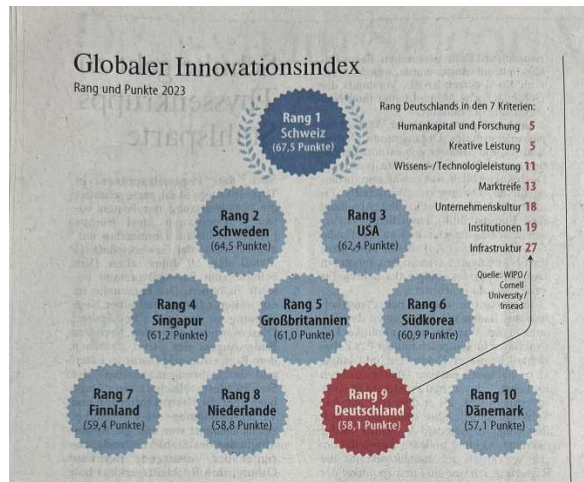 Globaler Innovationsindex
Rang und Punkte 2023
Rang 1
Schweiz
(67,5 Punkte)
Rang 2
Schweden
(64,5 Punkte)
Rang 3
USA
(62,4 Punkte)
Rang 4
Singapur
(61,2 Punkte)
Rang 5
Großbritannien
(61,0 Punkte)
Rang 6
Südkorea
(60,9 Punkte)
Rang 7
Finnland
(59,4 Punkte)
Rang 8
Niederlande
(58,8 Punkte)
Rang 9
Deutschland
(58,1 Punkte)
Rang 10
Dänemark
(57,1 Punkte)
Rang Deutschlands in den 7 Kriterien:
Humankapital und Forschung 5
Kreative Leistung 5
Wissens-/Technologieleistung 11
Marktreife 13
Unternehmenskultur 18
Institutionen 19
Infrastruktur 27
Quelle: WIPO/
Cornell
University/
Insead